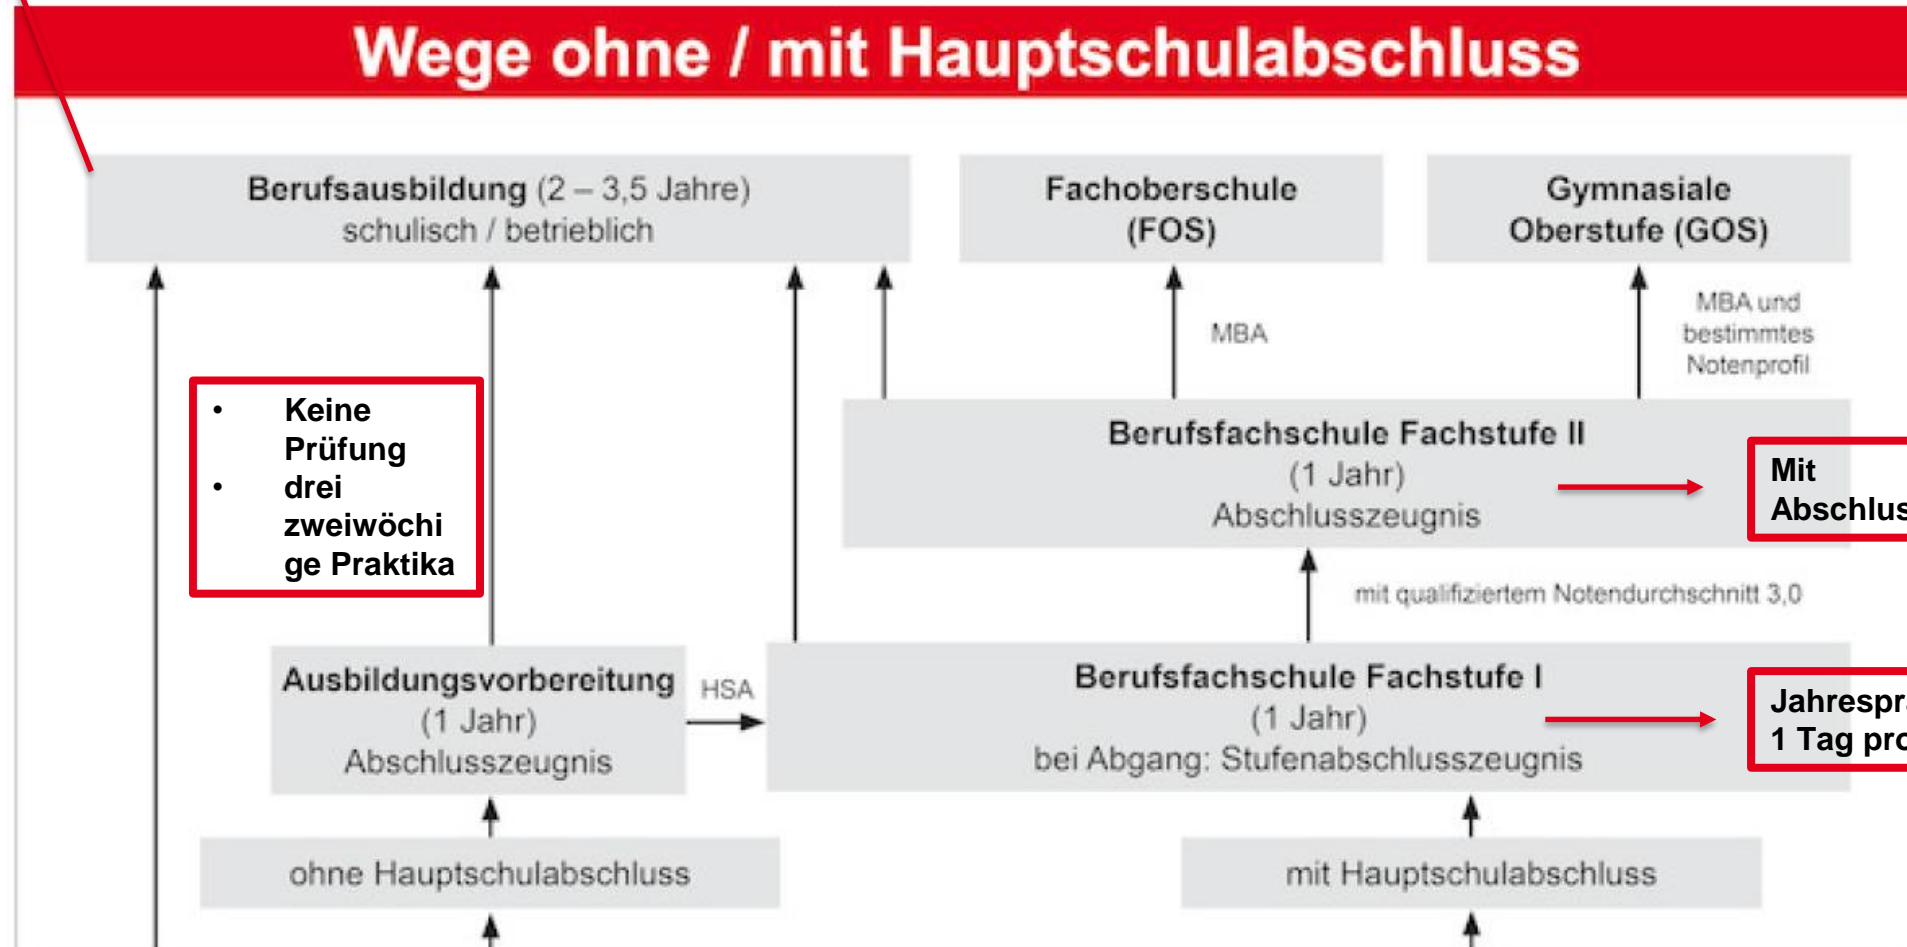 Wege ohne / mit Hauptschulabschluss
Berufsausbildung (2 – 3,5 Jahre)
schulisch / betrieblich
Fachoberschule
(FOS)
Gymnasiale
Oberstufe (GOS)
MBA
MBA und
bestimmtes
Notenprofil
• Keine
Prüfung
• drei
zweiwöchi
ge Praktika
Berufsfachschule Fachstufe II
(1 Jahr)
Abschlusszeugnis
Mit
mit qualifiziertem Notendurchschnitt 3,0
Ausbildungsvorbereitung
(1 Jahr)
Abschlusszeugnis
HSA
Berufsfachschule Fachstufe I
(1 Jahr)
bei Abgang: Stufenabschlusszeugnis
1 Tag pro
ohne Hauptschulabschluss
mit Hauptschulabschluss